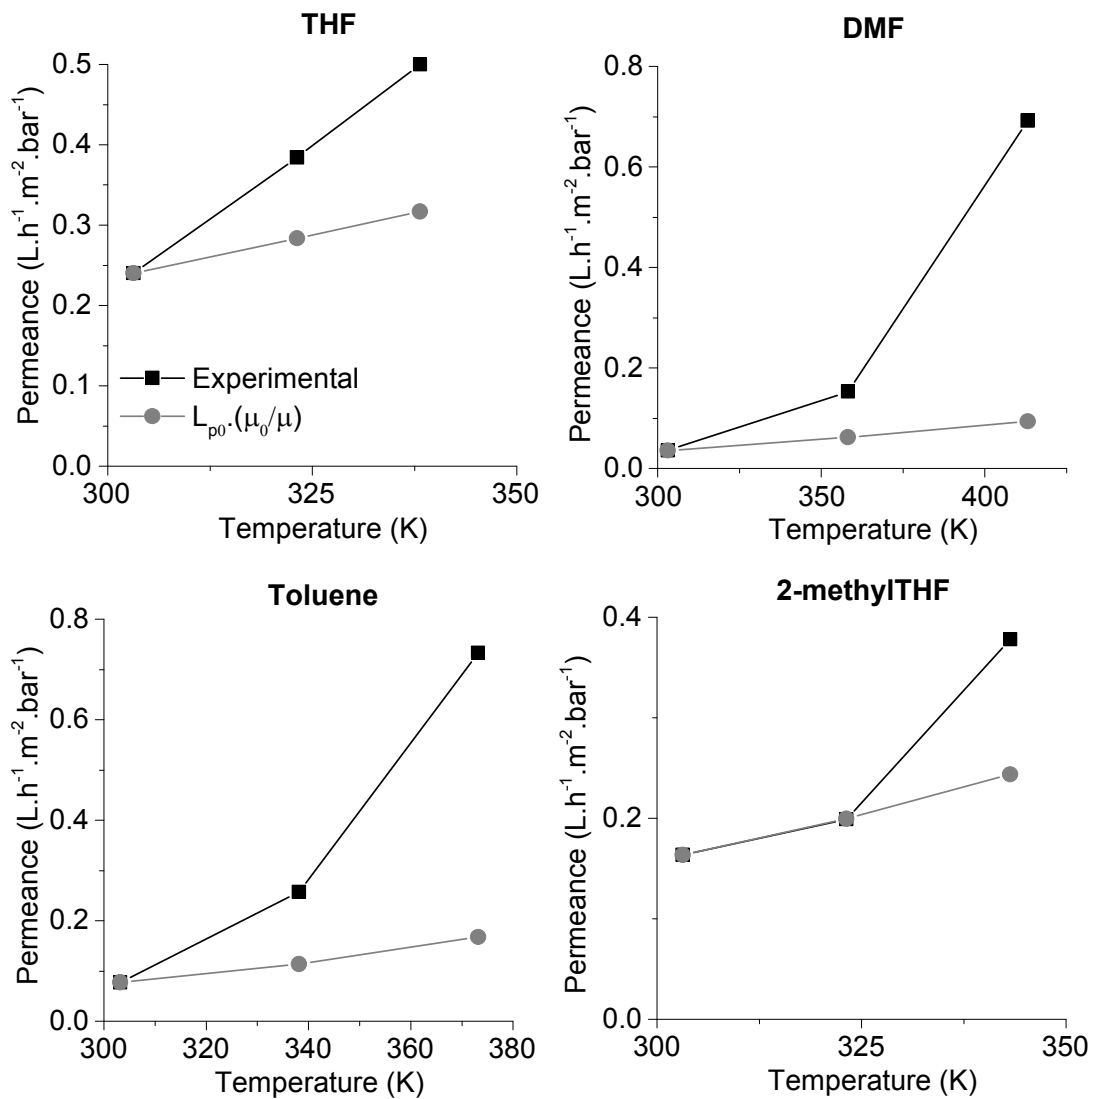 THF
Permeance (L.h⁻¹.m⁻².bar⁻¹)
0.5
0.4
0.3
0.2
0.1
0.0
Experimental
Lₚ₀.(μ₀/μ)
300
325
350
Temperature (K)
DMF
Permeance (L.h⁻¹.m⁻².bar⁻¹)
0.8
0.6
0.4
0.2
0.0
300
350
400
Temperature (K)
Toluene
Permeance (L.h⁻¹.m⁻².bar⁻¹)
0.8
0.6
0.4
0.2
0.0
300
320
340
360
380
Temperature (K)
2-methylTHF
Permeance (L.h⁻¹.m⁻².bar⁻¹)
0.4
0.2
0.0
300
325
350
Temperature (K)